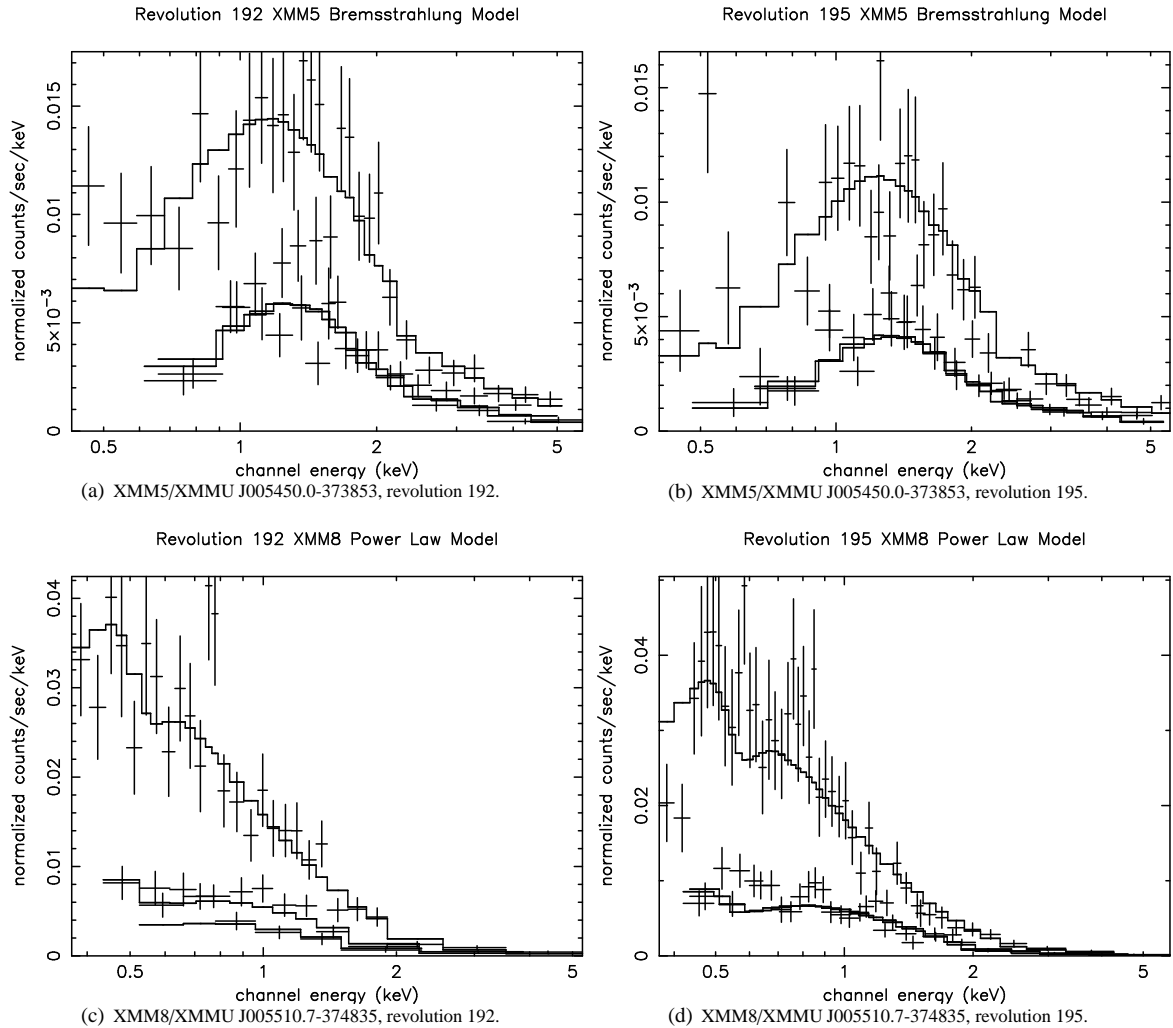 Revolution 192 XMM5 Bremsstrahlung Model
Revolution 195 XMM5 Bremsstrahlung Model
normalized counts/sec/keV
0
5×10⁻³
0.01
0.015
0.5
1
2
5
channel energy (keV)
normalized counts/sec/keV
0
5×10⁻³
0.01
0.015
0.5
1
2
5
channel energy (keV)
(a) XMM5/XMMU J005450.0-373853, revolution 192.
(b) XMM5/XMMU J005450.0-373853, revolution 195.
Revolution 192 XMM8 Power Law Model
Revolution 195 XMM8 Power Law Model
normalized counts/sec/keV
0
0.01
0.02
0.03
0.04
0.5
1
2
5
channel energy (keV)
normalized counts/sec/keV
0
0.02
0.04
0.5
1
2
5
channel energy (keV)
(c) XMM8/XMMU J005510.7-374835, revolution 192.
(d) XMM8/XMMU J005510.7-374835, revolution 195.